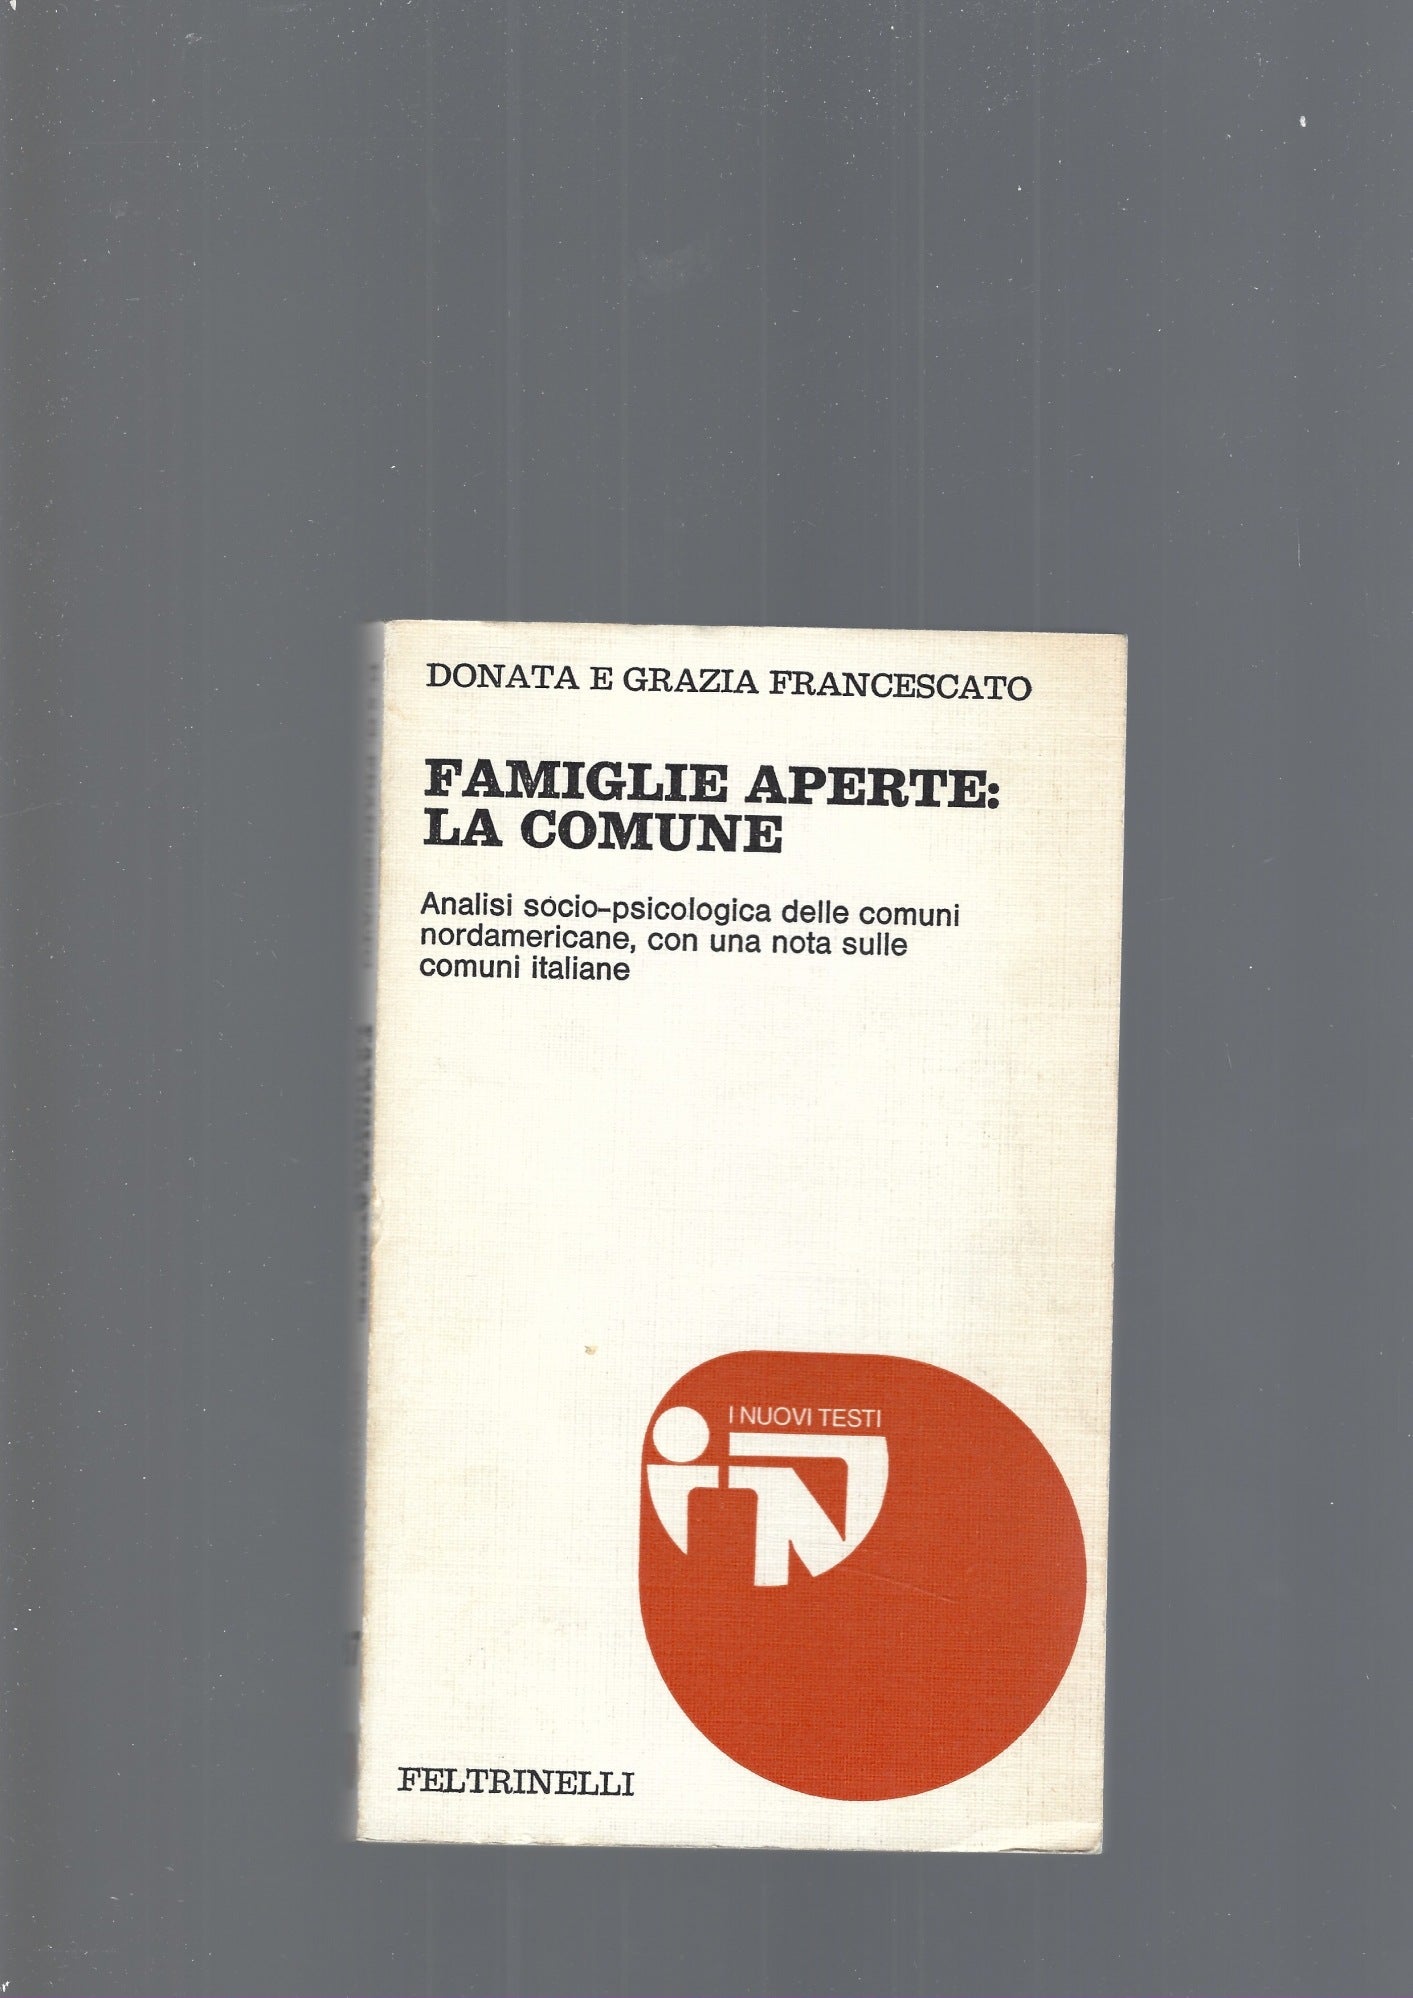 DONATA E GRAZIA FRANCESCATO
FAMIGLIE APERTE:
LA COMUNE
Analisi socio-psicologica delle comuni
nordamericane, con una nota sulle
comuni italiane
I NUOVI TESTI
FELTRINELLI